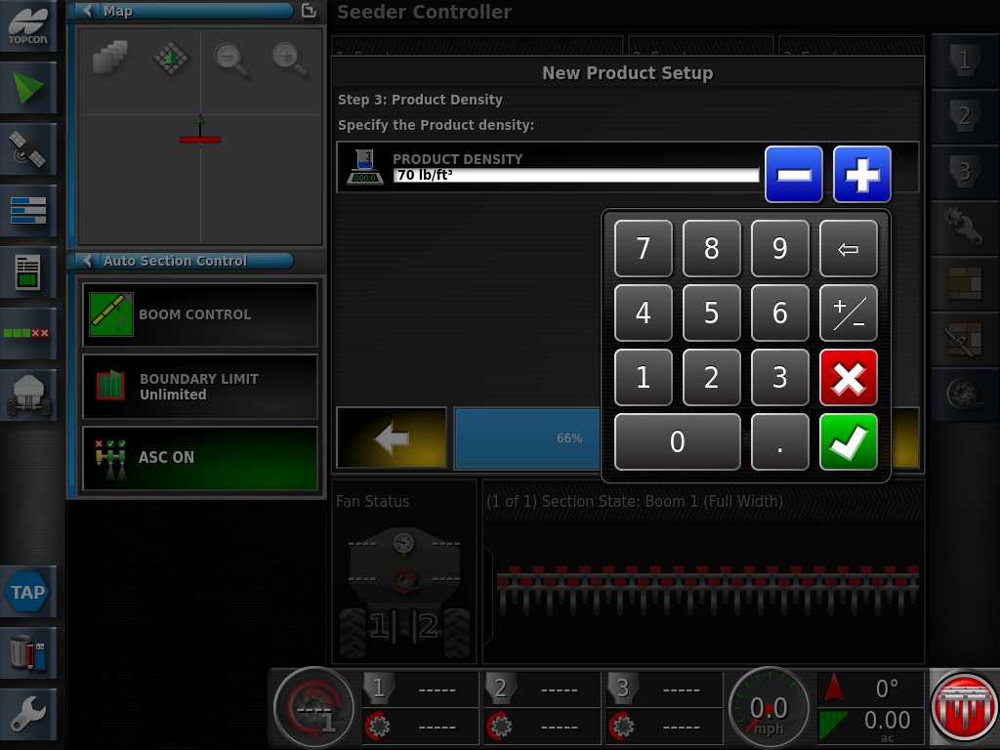 TOPCON
Map
Seeder Controller
New Product Setup
Step 3: Product Density
Specify the Product density:
PRODUCT DENSITY
70 lb/ft³
000.0
Auto Section Control
BOOM CONTROL
BOUNDARY LIMIT
Unlimited
ASC ON
7 8 9
4 5 6 +/-
1 2 3
0 .
66%
1
2
3
Fan Status
(1 of 1) Section State: Boom 1 (Full Width)
---- ----
---- ----
1 2
TAP
---- 1
1 ----- 2 ----- 3 -----
----- ----- -----
0.0
mph
0°
0.00
ac